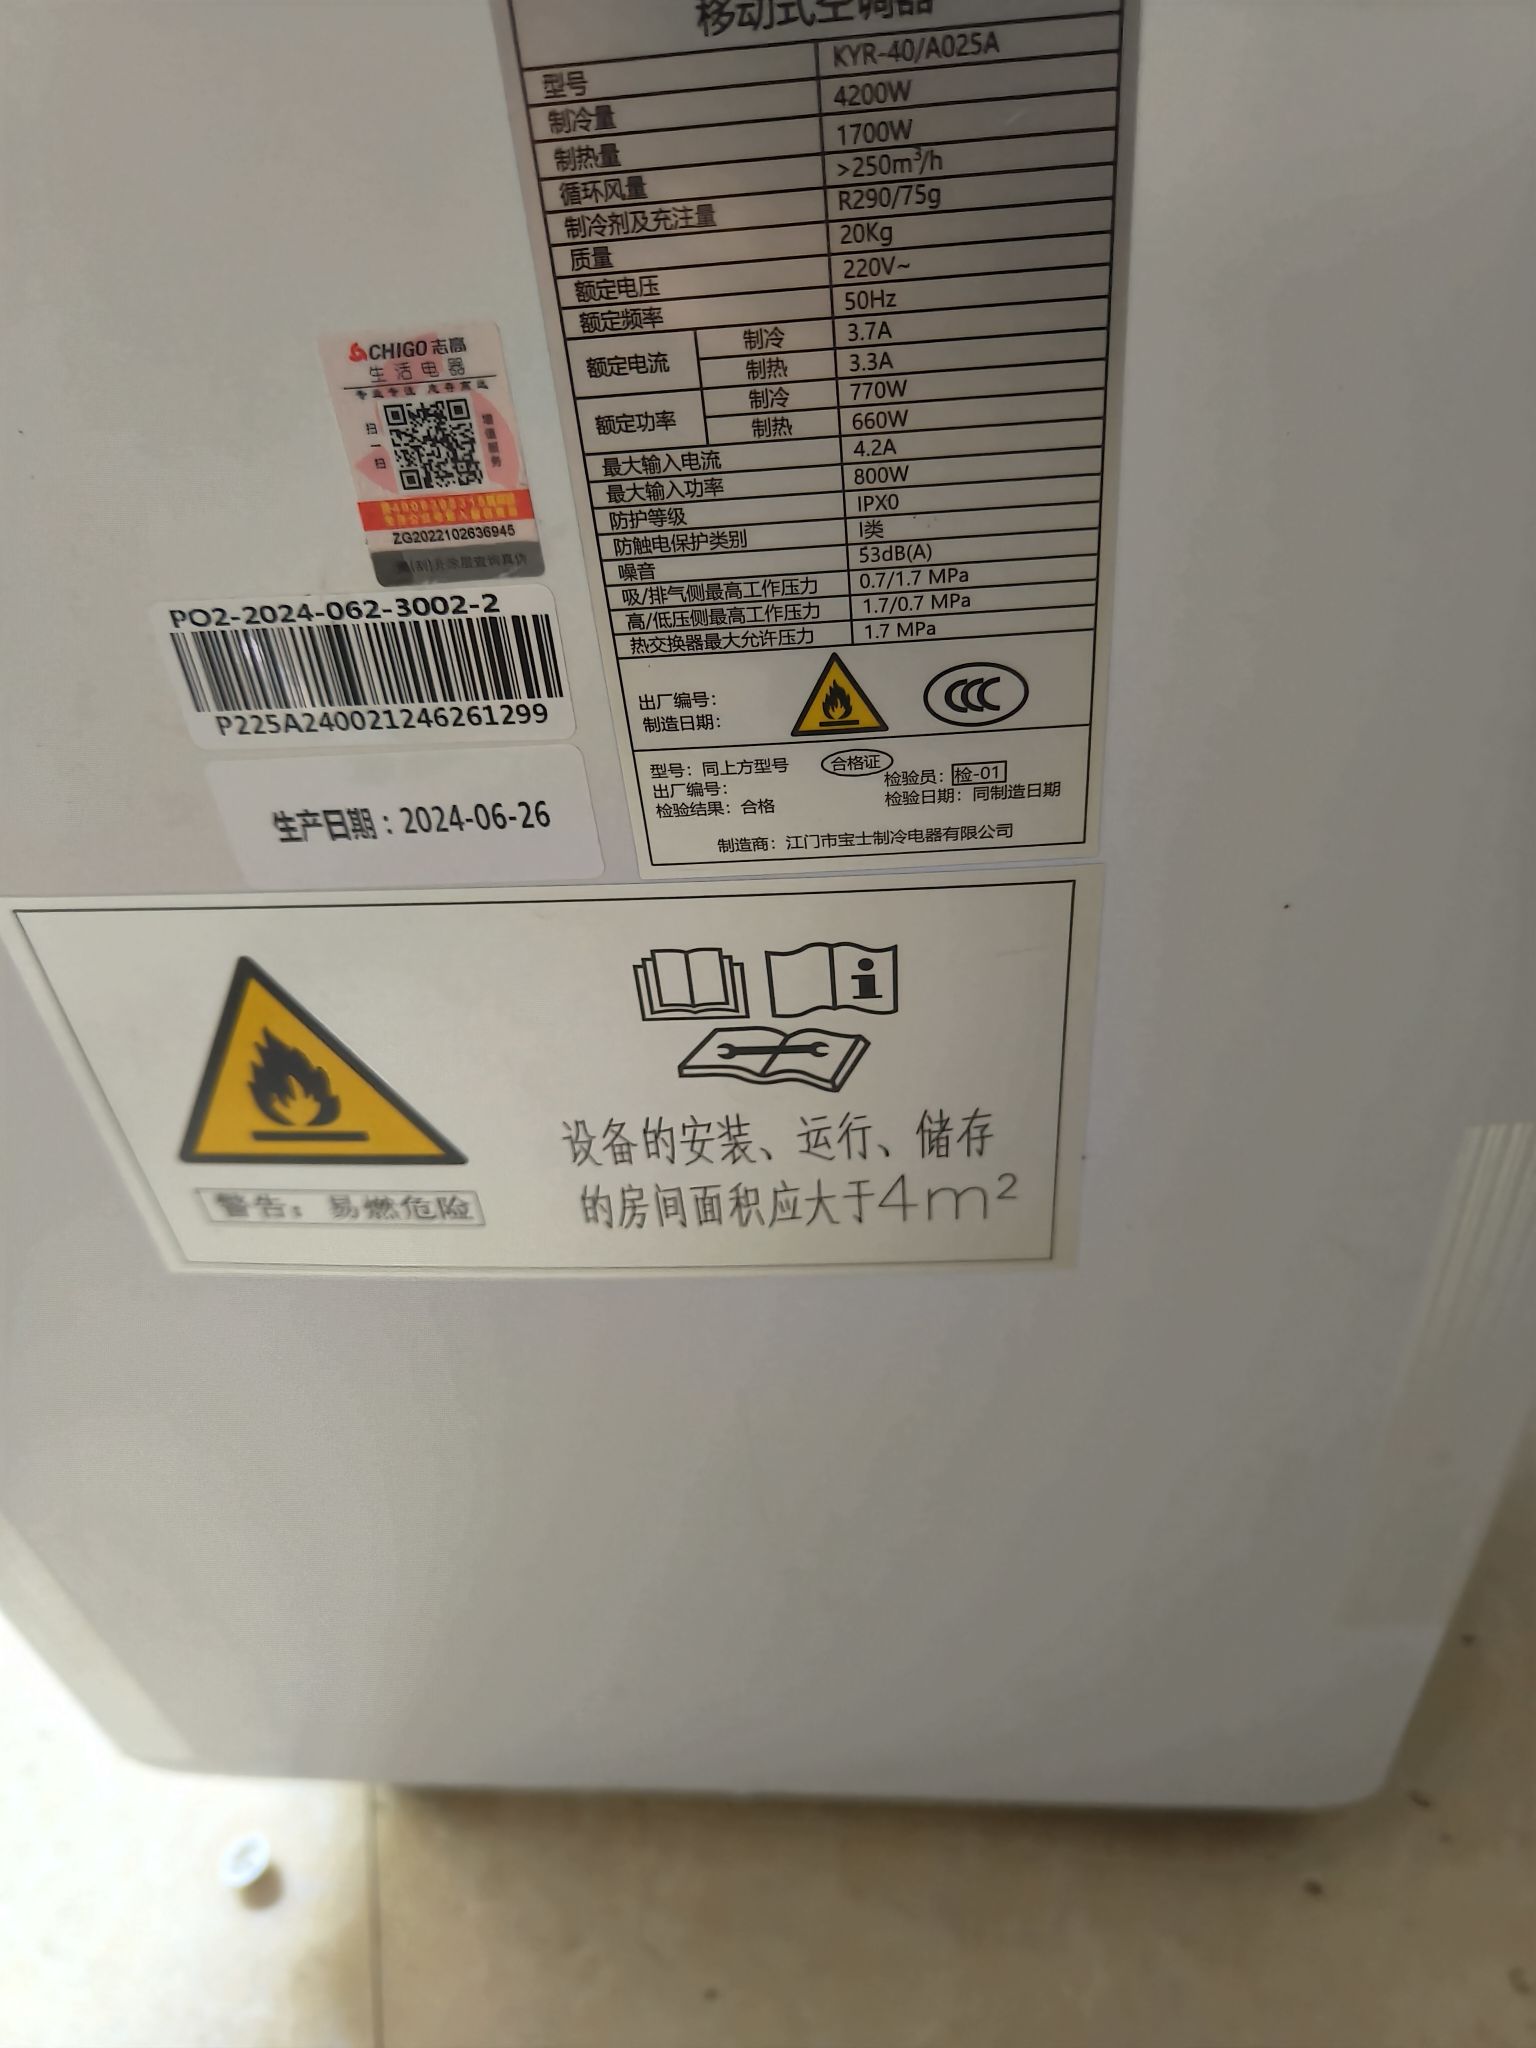 移动式空调器
型号 KYR-40/A025A
制冷量 4200W
制热量 1700W
循环风量 >250m³/h
制冷剂及充注量 R290/75g
质量 20Kg
额定电压 220V~
额定频率 50Hz
额定电流 制冷 3.7A
制热 3.3A
额定功率 制冷 770W
制热 660W
最大输入电流 4.2A
最大输入功率 800W
防护等级 IPX0
防触电保护类别 I类
噪音 53dB(A)
吸/排气侧最高工作压力 0.7/1.7 MPa
高/低压侧最高工作压力 1.7/0.7 MPa
热交换器最大允许压力 1.7 MPa
出厂编号：
制造日期：
CCC
型号：同上方型号 合格证
出厂编号： 检验员：检-01
检验结果：合格 检验日期：同制造日期
制造商：江门市宝士制冷电器有限公司
CHIGO 志高
生活电器
扫一扫
增值服务
ZG2022102636945
PO2-2024-062-3002-2
P225A240021246261299
生产日期：2024-06-26
警告：易燃危险
设备的安装、运行、储存
的房间面积应大于4m²